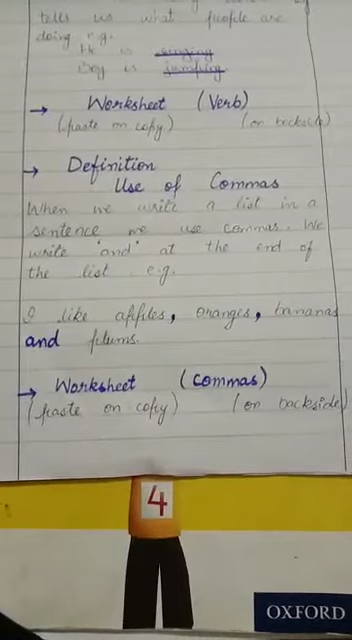 tells us what people are
doing e.g.
He is singing
Boy is jumping
→ Worksheet (Verb)
(paste on copy) (on backside)
→ Definition
Use of Commas
When we write a list in a
sentence we use commas. We
write 'and' at the end of
the list e.g.
I like apples, oranges, bananas
and plums.
→ Worksheet (commas)
(paste on copy) (on backside)
4
OXFORD